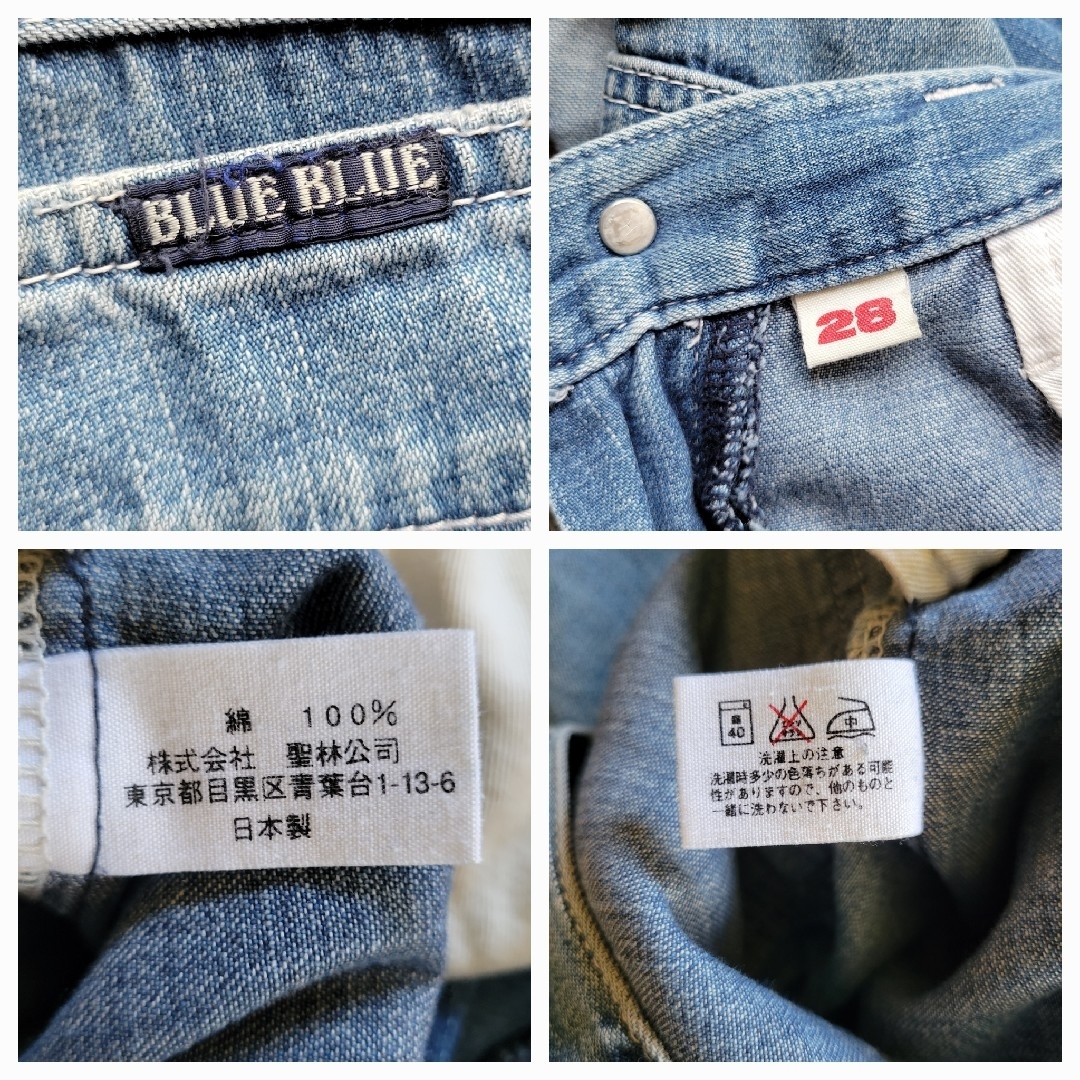 BLUE BLUE
28
綿 100%
株式会社 聖林公司
東京都目黒区青葉台1-13-6
日本製
40
中
洗濯上の注意
洗濯時多少の色落ちがある可能
性がありますので、他のものと
一緒に洗わないで下さい。